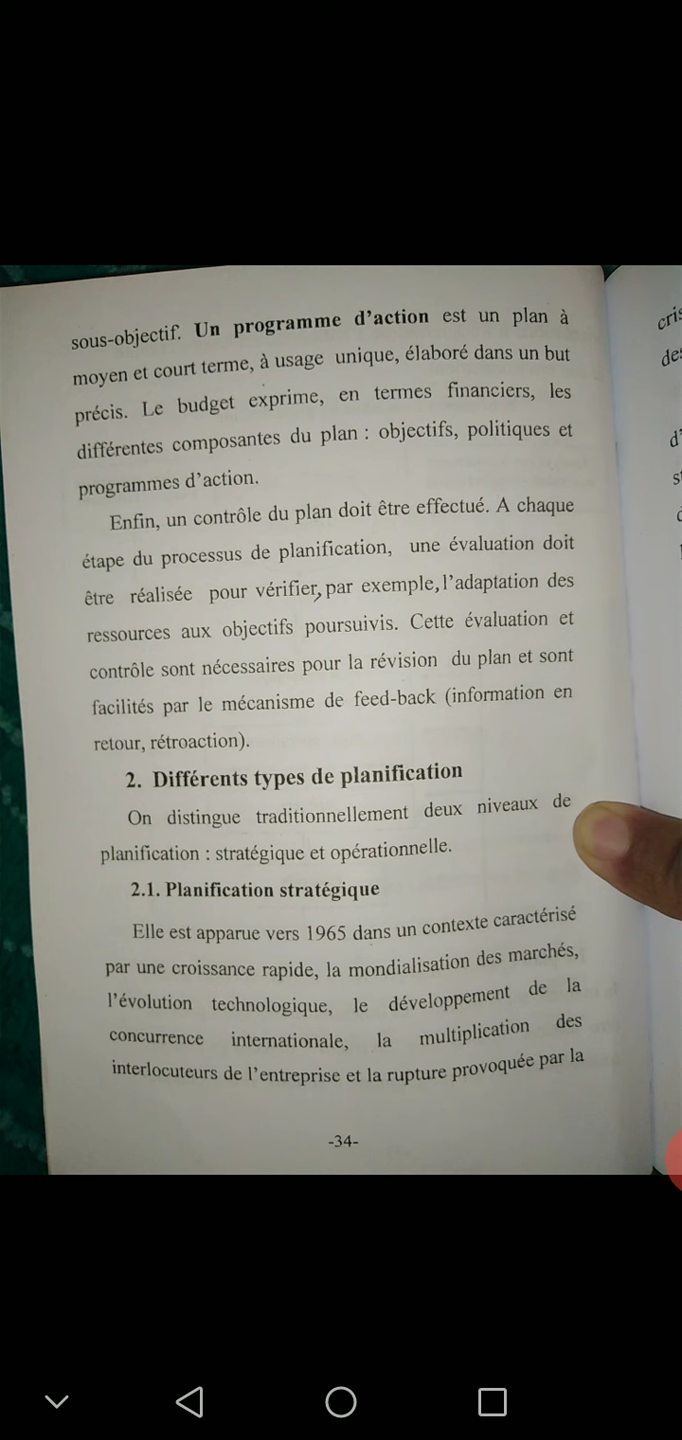 sous-objectif. Un programme d'action est un plan à
moyen et court terme, à usage unique, élaboré dans un but
précis. Le budget exprime, en termes financiers, les
différentes composantes du plan : objectifs, politiques et
programmes d'action.
Enfin, un contrôle du plan doit être effectué. A chaque
étape du processus de planification, une évaluation doit
être réalisée pour vérifier, par exemple, l'adaptation des
ressources aux objectifs poursuivis. Cette évaluation et
contrôle sont nécessaires pour la révision du plan et sont
facilités par le mécanisme de feed-back (information en
retour, rétroaction).
2. Différents types de planification
On distingue traditionnellement deux niveaux de
planification : stratégique et opérationnelle.
2.1. Planification stratégique
Elle est apparue vers 1965 dans un contexte caractérisé
par une croissance rapide, la mondialisation des marchés,
l'évolution technologique, le développement de la
concurrence internationale, la multiplication des
interlocuteurs de l'entreprise et la rupture provoquée par la
-34-